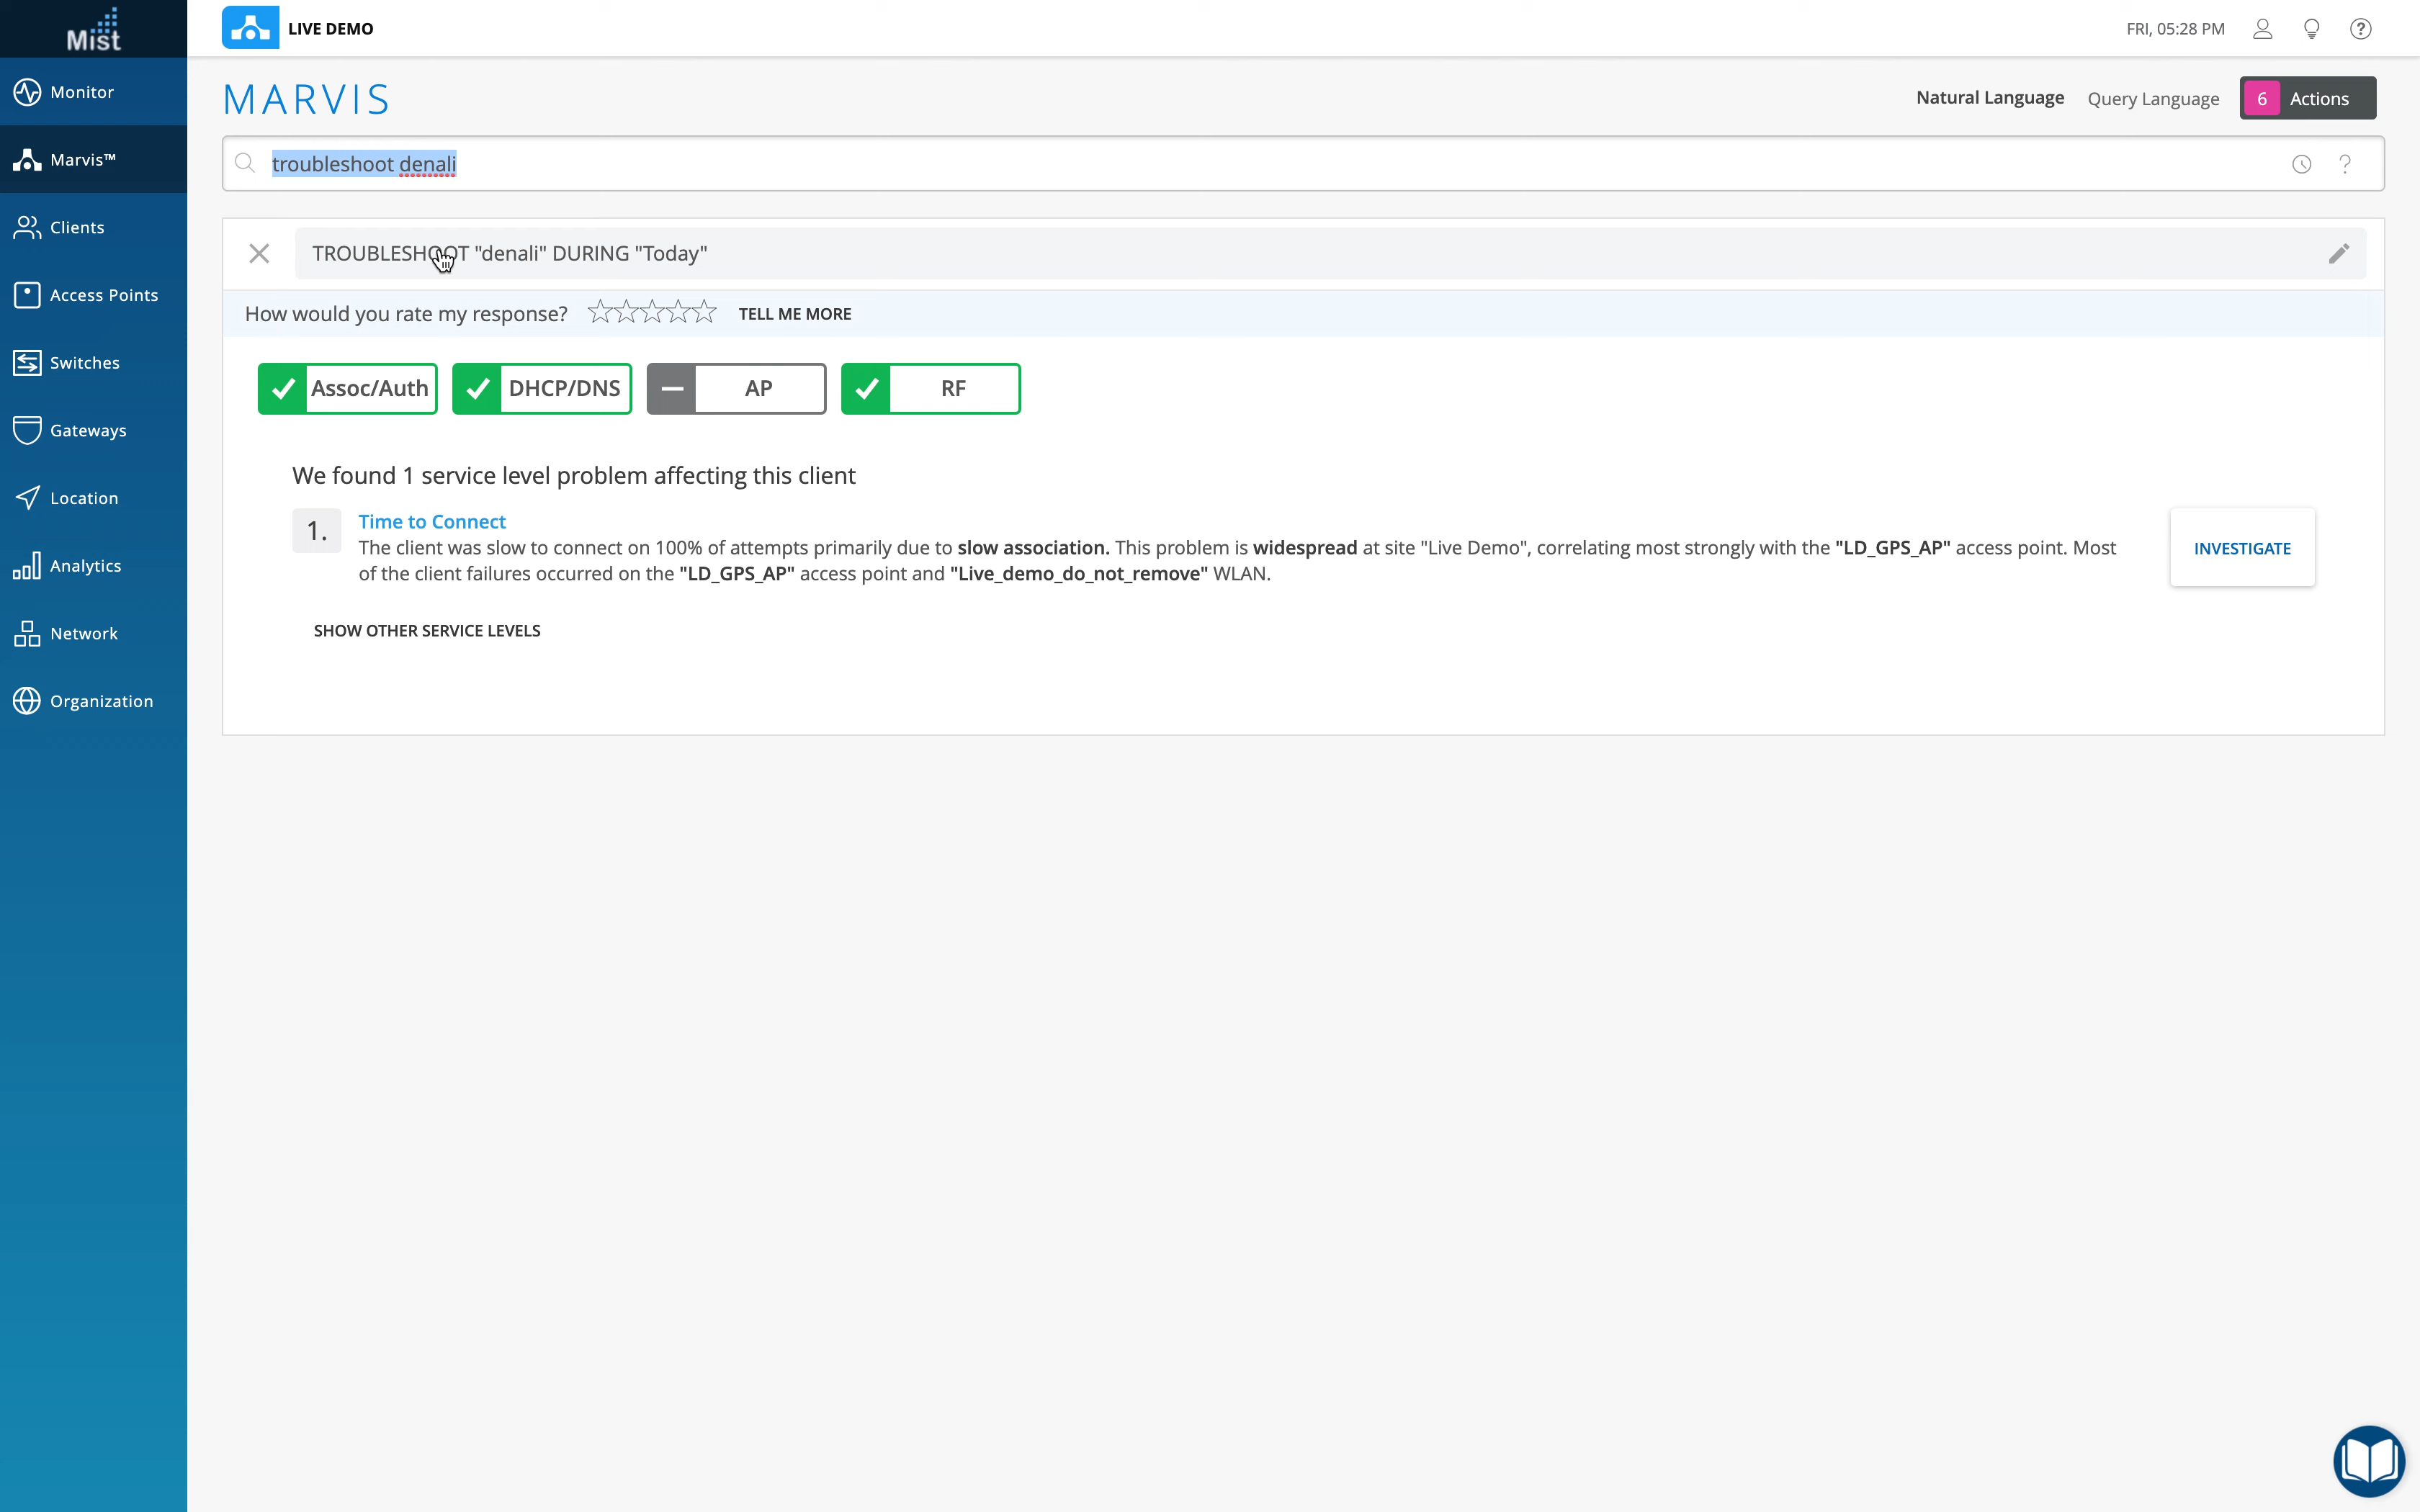 Mist
LIVE DEMO
FRI, 05:28 PM
Monitor
Marvis™
Clients
Access Points
Switches
Gateways
Location
Analytics
Network
Organization
MARVIS
Natural Language
Query Language
6 Actions
troubleshoot denali
TROUBLESHOOT "denali" DURING "Today"
How would you rate my response?
TELL ME MORE
Assoc/Auth
DHCP/DNS
AP
RF
We found 1 service level problem affecting this client
1.
Time to Connect
The client was slow to connect on 100% of attempts primarily due to slow association. This problem is widespread at site "Live Demo", correlating most strongly with the "LD_GPS_AP" access point. Most
of the client failures occurred on the "LD_GPS_AP" access point and "Live_demo_do_not_remove" WLAN.
INVESTIGATE
SHOW OTHER SERVICE LEVELS